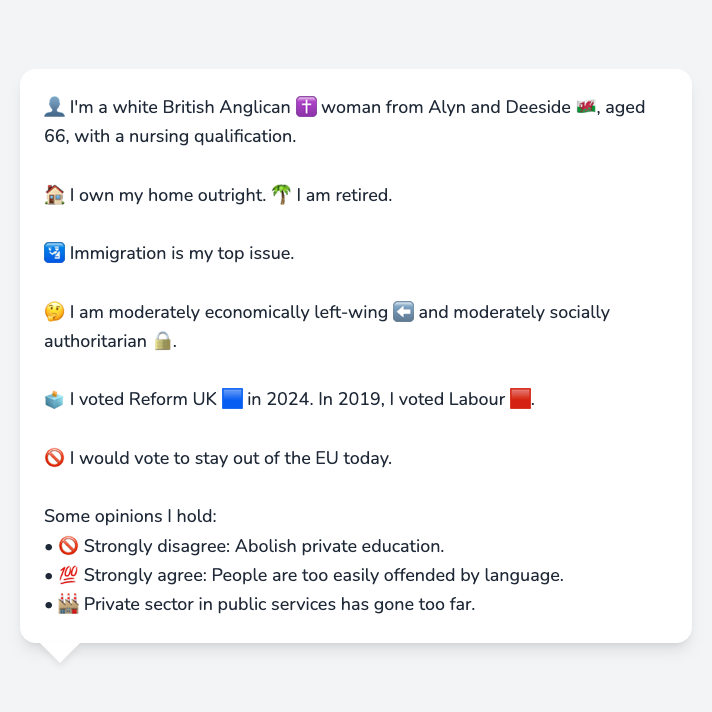 👤 I'm a white British Anglican ✝️ woman from Alyn and Deeside 🏴󠁧󠁢󠁷󠁬󠁳󠁿, aged
66, with a nursing qualification.
🏠 I own my home outright. 🌴 I am retired.
🛂 Immigration is my top issue.
🤔 I am moderately economically left-wing ⬅️ and moderately socially
authoritarian 🔒.
🗳️ I voted Reform UK 🟦 in 2024. In 2019, I voted Labour 🟥.
🚫 I would vote to stay out of the EU today.
Some opinions I hold:
• 🚫 Strongly disagree: Abolish private education.
• 💯 Strongly agree: People are too easily offended by language.
• 🏭 Private sector in public services has gone too far.